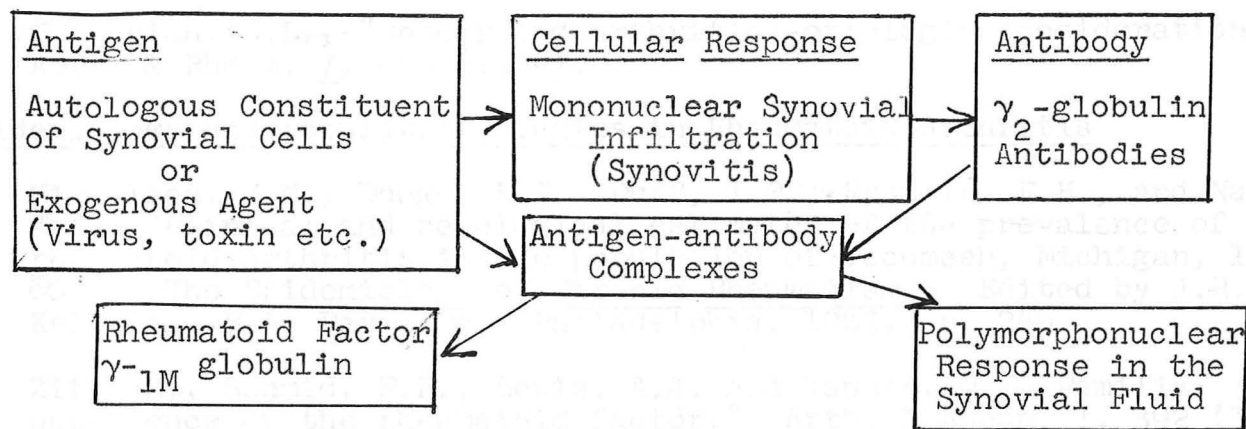 Antigen
Autologous Constituent
of Synovial Cells
or
Exogenous Agent
(Virus, toxin etc.)
Cellular Response
Mononuclear Synovial
Infiltration
(Synovitis)
Antibody
γ2-globulin
Antibodies
Antigen-antibody
Complexes
Rheumatoid Factor
γ-1M globulin
Polymorphonuclear
Response in the
Synovial Fluid